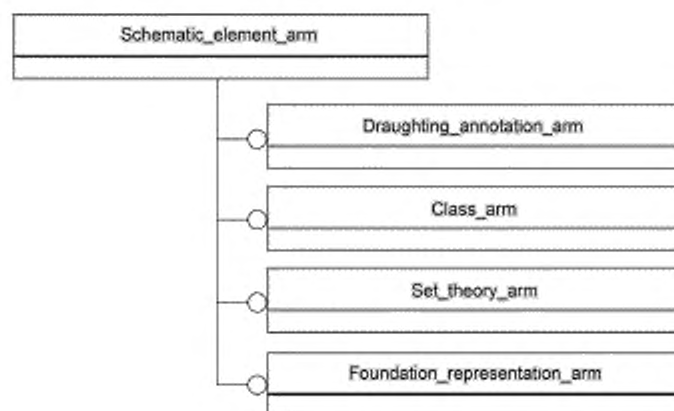 Schematic_element_arm
Draughting_annotation_arm
Class_arm
Set_theory_arm
Foundation_representation_arm